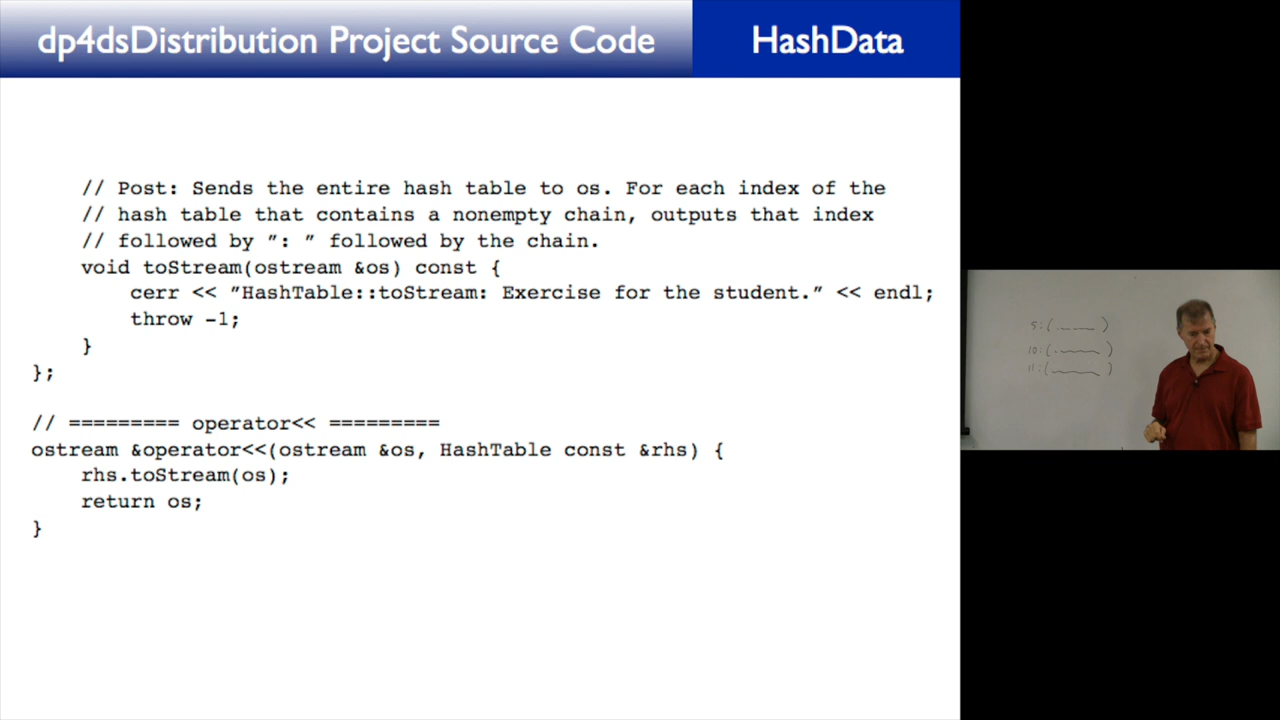 dp4dsDistribution Project Source Code
HashData
// Post: Sends the entire hash table to os. For each index of the
// hash table that contains a nonempty chain, outputs that index
// followed by ”: ” followed by the chain.
void toStream(ostream &os) const {
cerr << ”HashTable::toStream: Exercise for the student.” << endl;
throw -1;
}
};
// ========= operator<< =========
ostream &operator<<(ostream &os, HashTable const &rhs) {
rhs.toStream(os);
return os;
}
5:( )
10:( )
11:( )